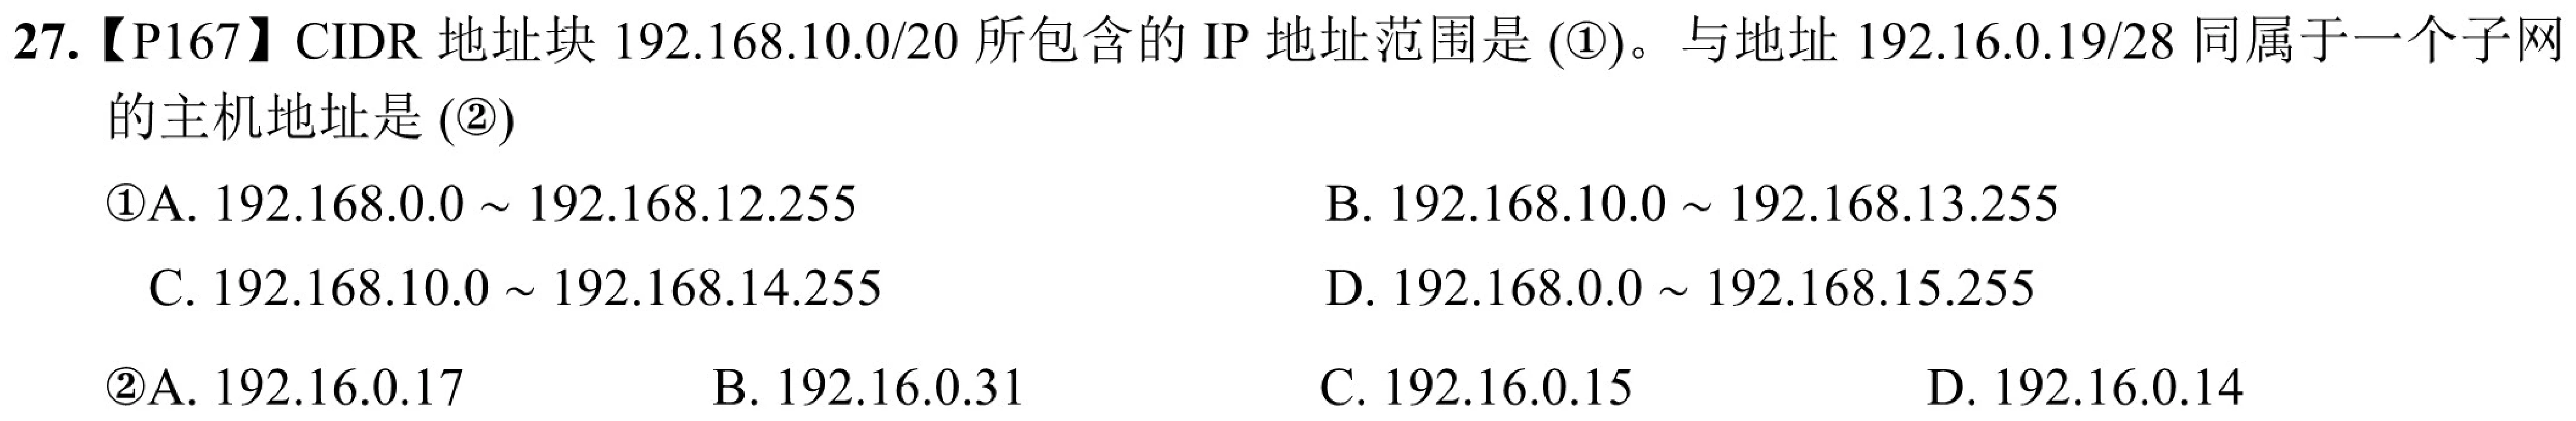 27.【P167】CIDR 地址块 192.168.10.0/20 所包含的 IP 地址范围是 (①)。与地址 192.16.0.19/28 同属于一个子网
的主机地址是 (②)
①A. 192.168.0.0 ~ 192.168.12.255 B. 192.168.10.0 ~ 192.168.13.255
C. 192.168.10.0 ~ 192.168.14.255 D. 192.168.0.0 ~ 192.168.15.255
②A. 192.16.0.17 B. 192.16.0.31 C. 192.16.0.15 D. 192.16.0.14